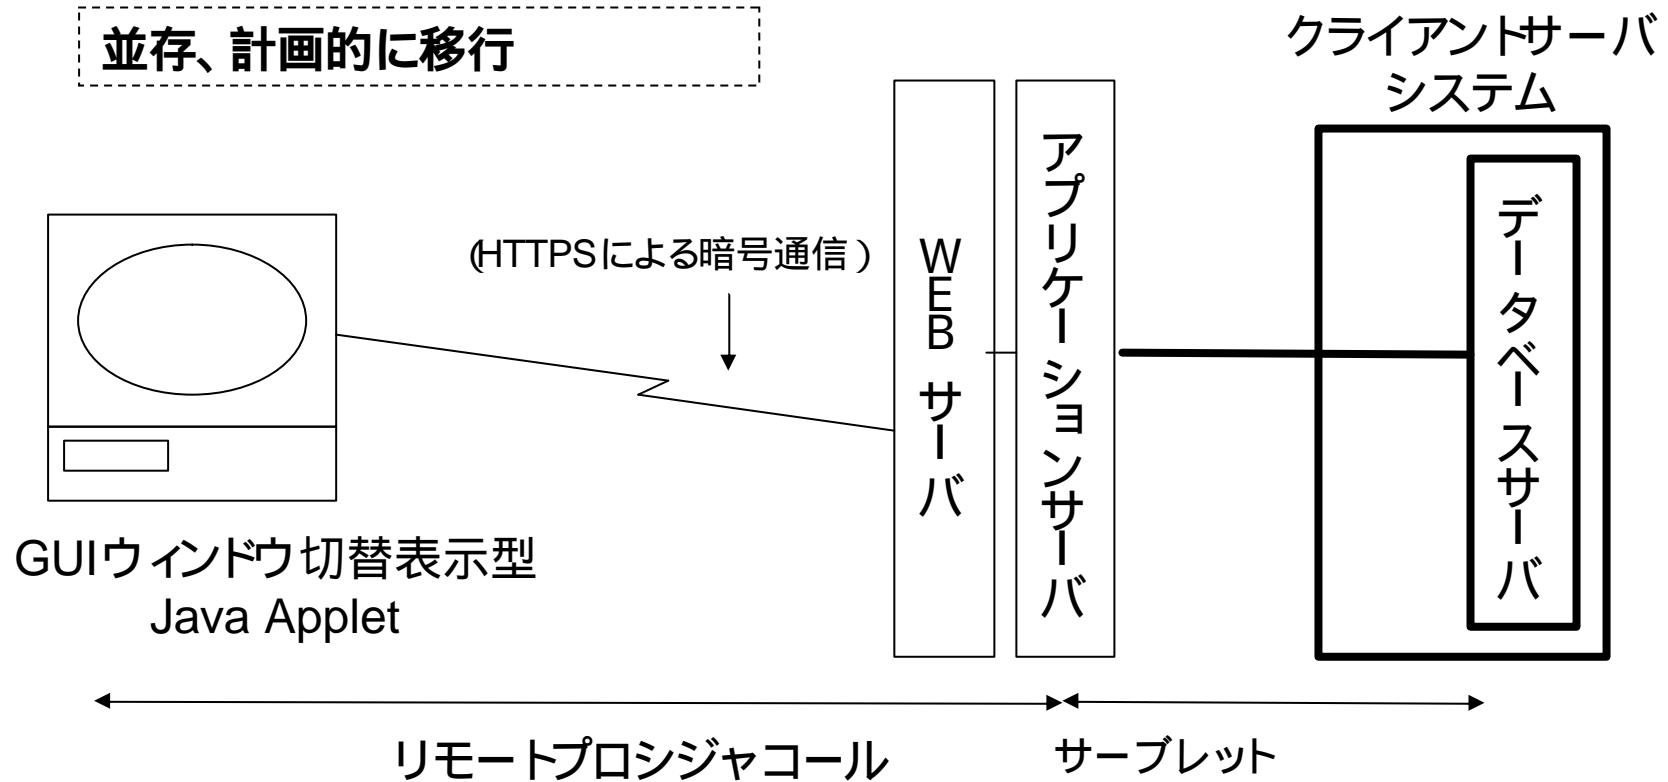 並存、計画的に移行
クライアントサーバ
システム
(HTTPSによる暗号通信)
WEBサーバ
アプリケーションサーバ
データベースサーバ
GUIウィンドウ切替表示型
Java Applet
リモートプロシジャコール
サーブレット